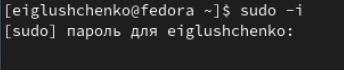 [eiglushchenko@fedora ~]$ sudo -i
[sudo] пароль для eiglushchenko: